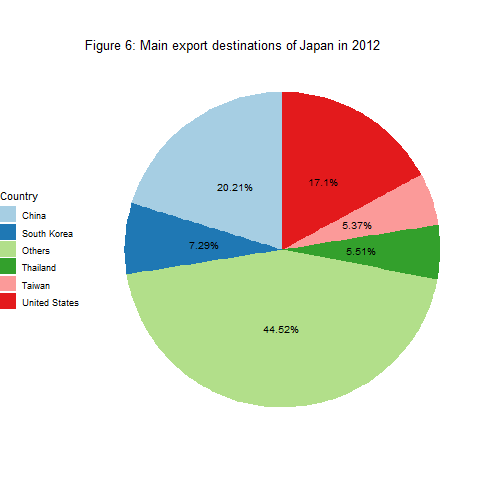 Figure 6: Main export destinations of Japan in 2012
20.21%
17.1%
5.37%
7.29%
5.51%
44.52%
Country
China
South Korea
Others
Thailand
Taiwan
United States